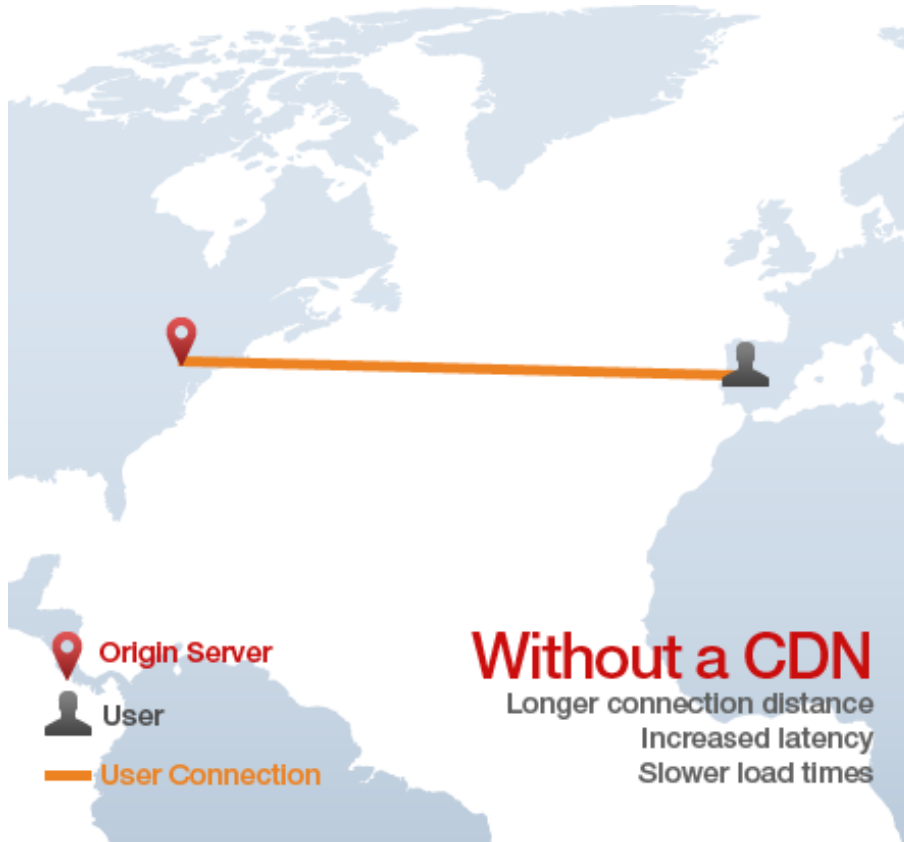 Origin Server
User
User Connection
Without a CDN
Longer connection distance
Increased latency
Slower load times